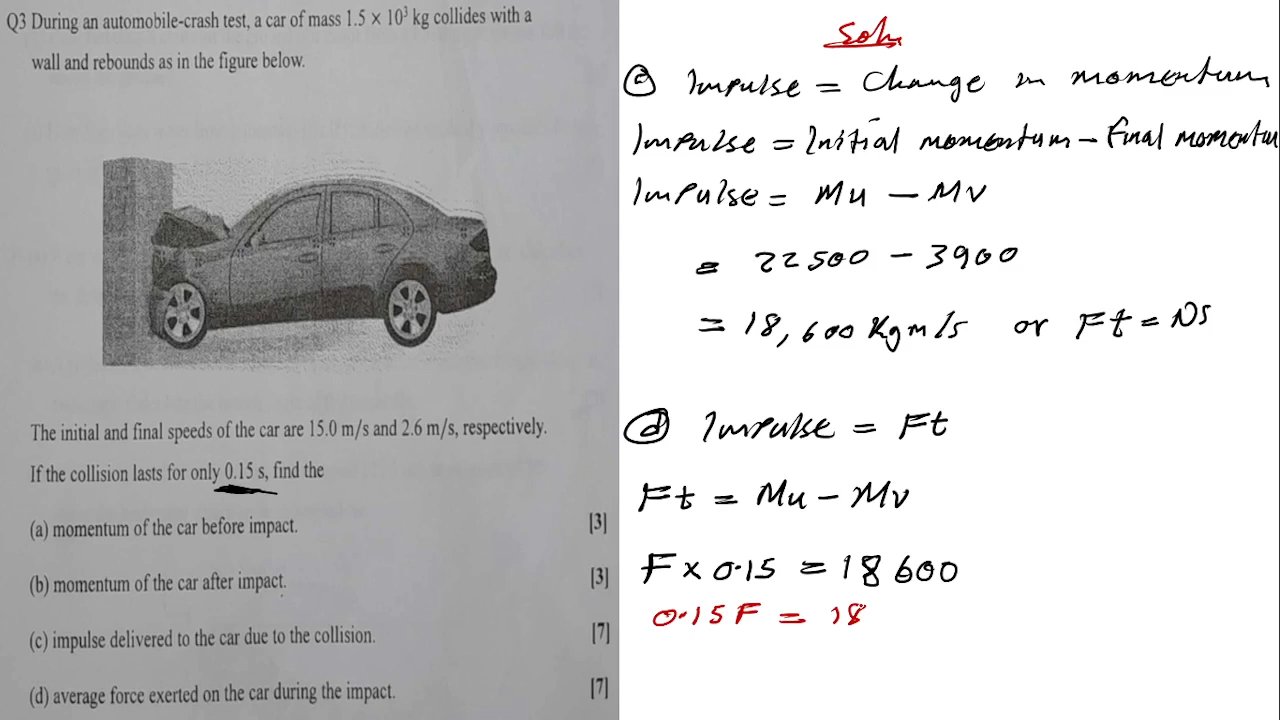 Q3 During an automobile-crash test, a car of mass 1.5 × 10³ kg collides with a
wall and rebounds as in the figure below.
The initial and final speeds of the car are 15.0 m/s and 2.6 m/s, respectively.
If the collision lasts for only 0.15 s, find the
(a) momentum of the car before impact. [3]
(b) momentum of the car after impact. [3]
(c) impulse delivered to the car due to the collision. [7]
(d) average force exerted on the car during the impact. [7]
Soln
(c) Impulse = Change in momentum
Impulse = Initial momentum - Final momentum
Impulse = Mu - Mv
= 22500 - 3900
= 18,600 Kgm/s or Ft = Ns
(d) Impulse = Ft
Ft = Mu - Mv
F × 0.15 = 18600
0.15F = 18